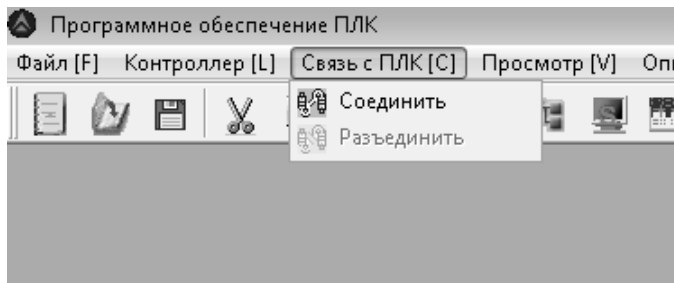 Программное обеспечение ПЛК
Файл [F] Контроллер [L] Связь с ПЛК [C] Просмотр [V]
Соединить
Разъединить